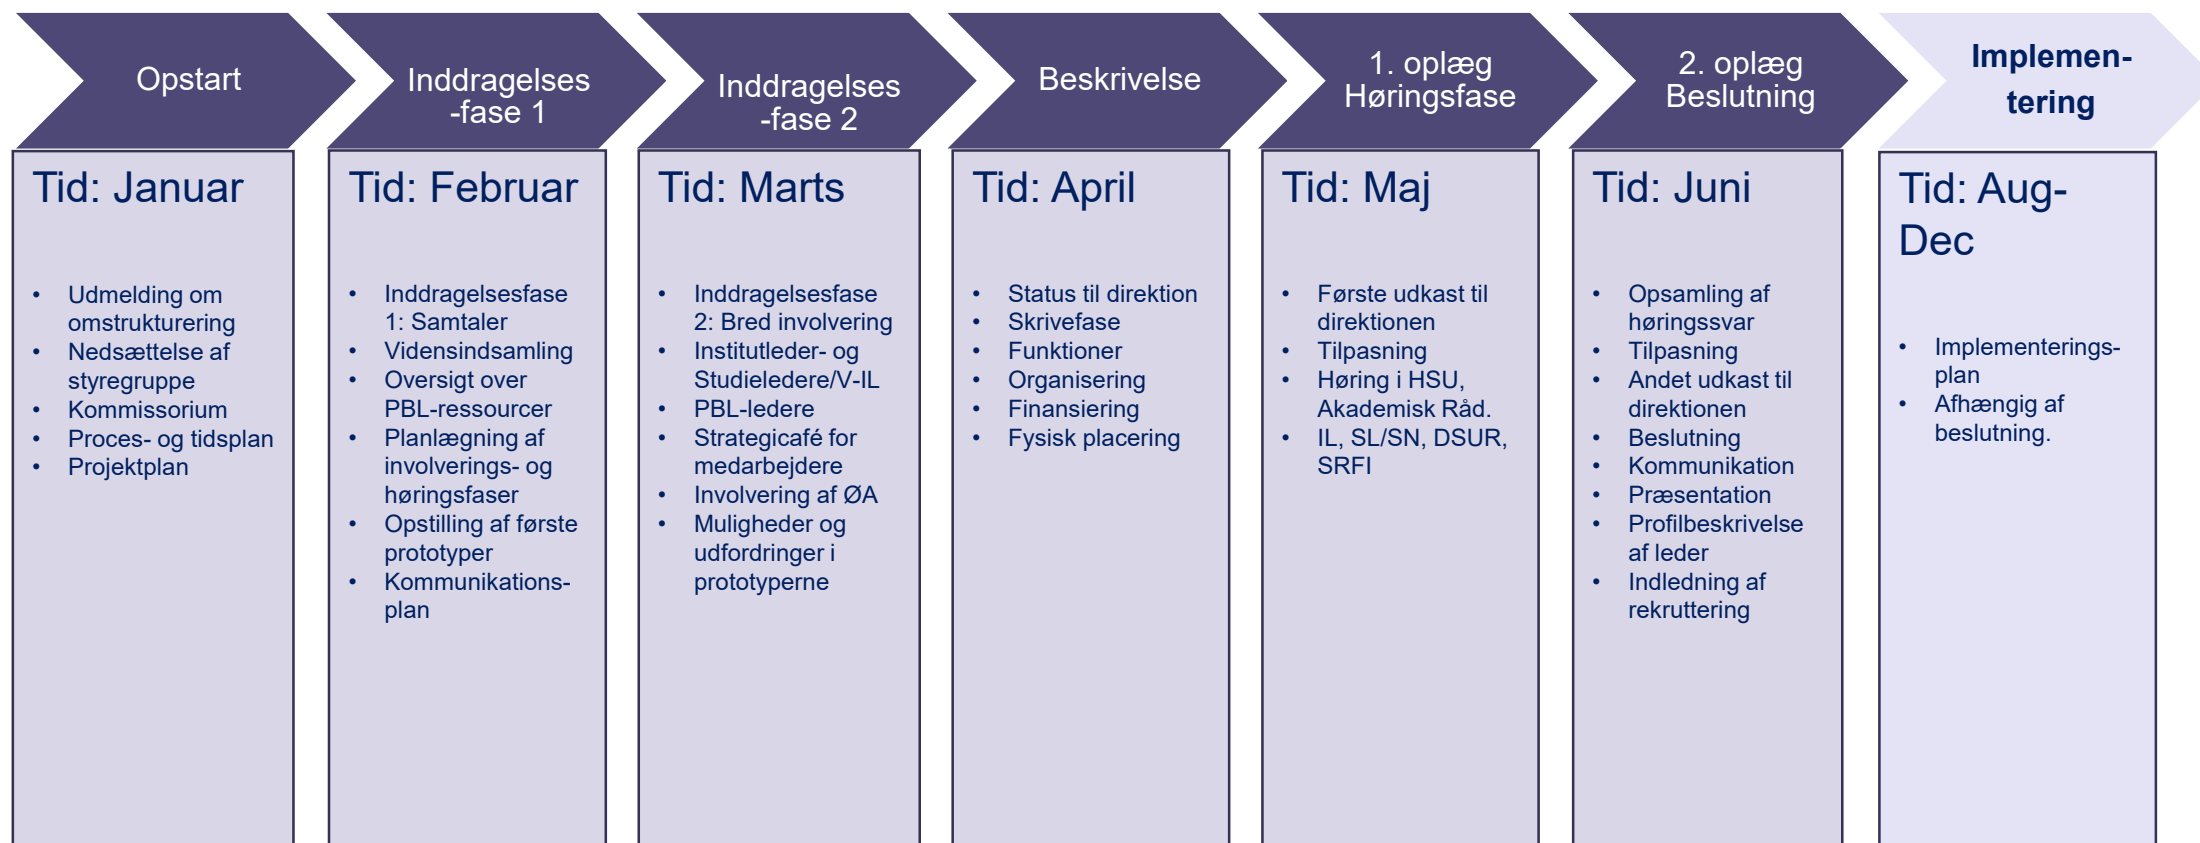 Opstart
Inddragelses
-fase 1
Inddragelses
-fase 2
Beskrivelse
1. oplæg
Høringsfase
2. oplæg
Beslutning
Implemen-
tering
Tid: Januar
• Udmelding om
omstrukturering
• Nedsættelse af
styregruppe
• Kommissorium
• Proces- og tidsplan
• Projektplan
Tid: Februar
• Inddragelsesfase
1: Samtaler
• Vidensindsamling
• Oversigt over
PBL-ressourcer
• Planlægning af
involverings- og
høringsfaser
• Opstilling af første
prototyper
• Kommunikations-
plan
Tid: Marts
• Inddragelsesfase
2: Bred involvering
• Institutleder- og
Studieledere/V-IL
• PBL-ledere
• Strategicafé for
medarbejdere
• Involvering af ØA
• Muligheder og
udfordringer i
prototyperne
Tid: April
• Status til direktion
• Skrivefase
• Funktioner
• Organisering
• Finansiering
• Fysisk placering
Tid: Maj
• Første udkast til
direktionen
• Tilpasning
• Høring i HSU,
Akademisk Råd.
• IL, SL/SN, DSUR,
SRFI
Tid: Juni
• Opsamling af
høringssvar
• Tilpasning
• Andet udkast til
direktionen
• Beslutning
• Kommunikation
• Præsentation
• Profilbeskrivelse
af leder
• Indledning af
rekruttering
Tid: Aug-
Dec
• Implementerings-
plan
• Afhængig af
beslutning.